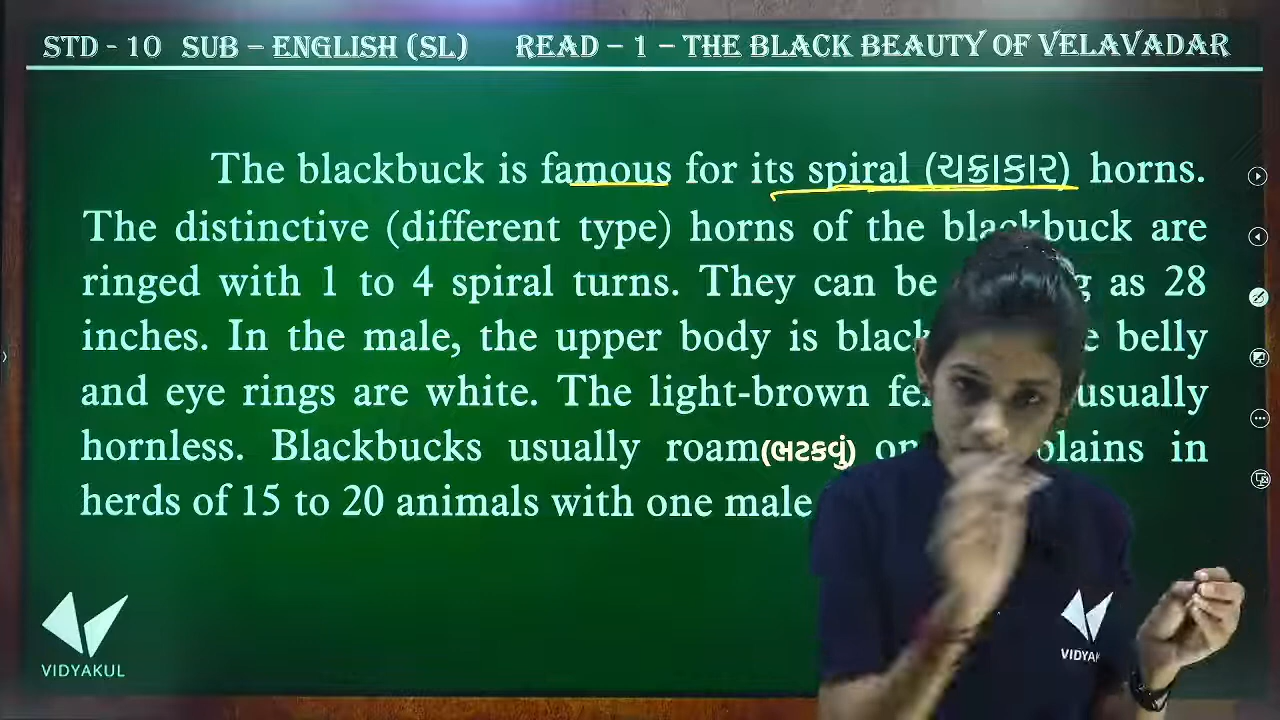 STD - 10 SUB – ENGLISH (SL) READ – 1 – THE BLACK BEAUTY OF VELAVADAR
The blackbuck is famous for its spiral (ચક્રાકાર) horns.
The distinctive (different type) horns of the blackbuck are
ringed with 1 to 4 spiral turns. They can be as 28
inches. In the male, the upper body is black belly
and eye rings are white. The light-brown usually
hornless. Blackbucks usually roam(ભટકવું) plains in
herds of 15 to 20 animals with one male
VIDYAKUL